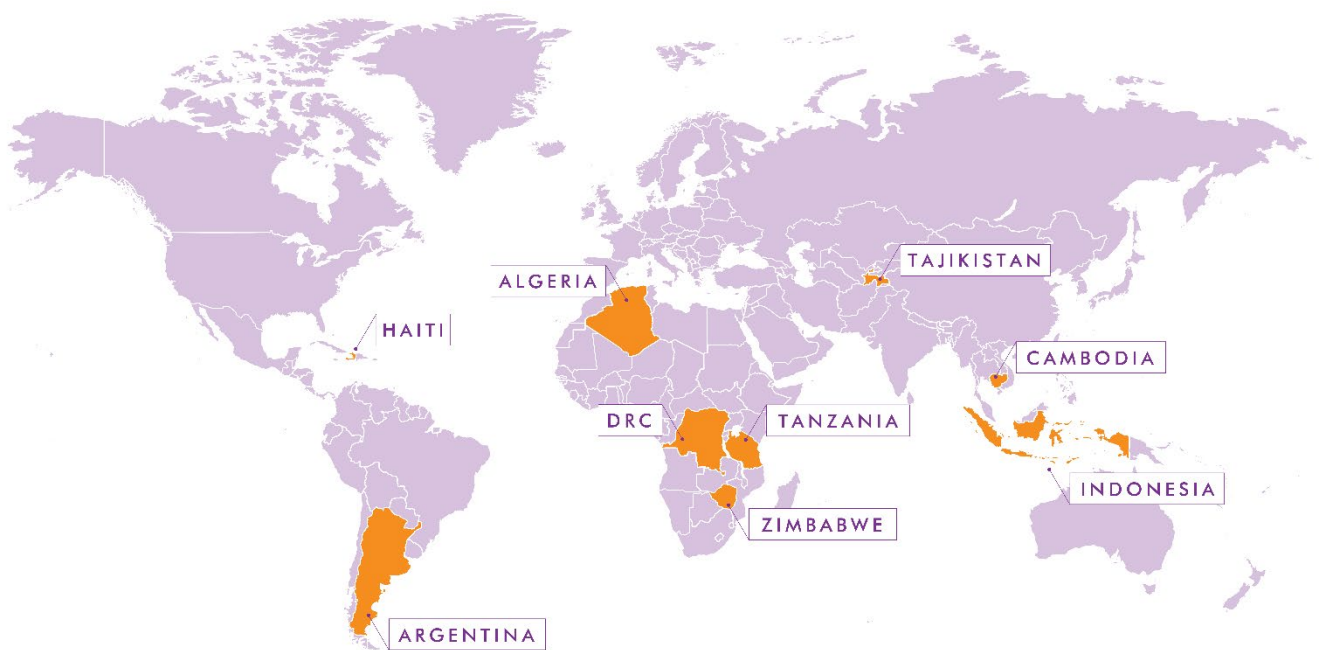 TAJIKISTAN
ALGERIA
HAITI
CAMBODIA
DRC
TANZANIA
INDONESIA
ZIMBABWE
ARGENTINA